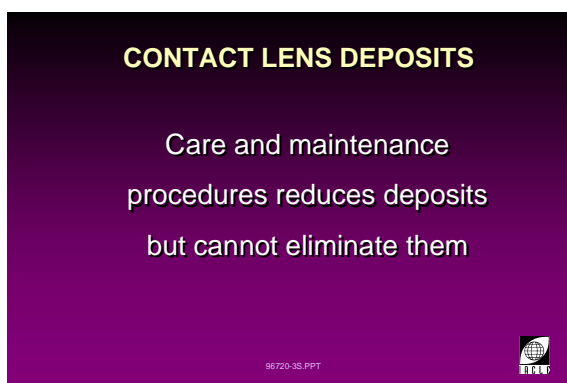 CONTACT LENS DEPOSITS
Care and maintenance
procedures reduces deposits
but cannot eliminate them
96720-3S.PPT
IACLE